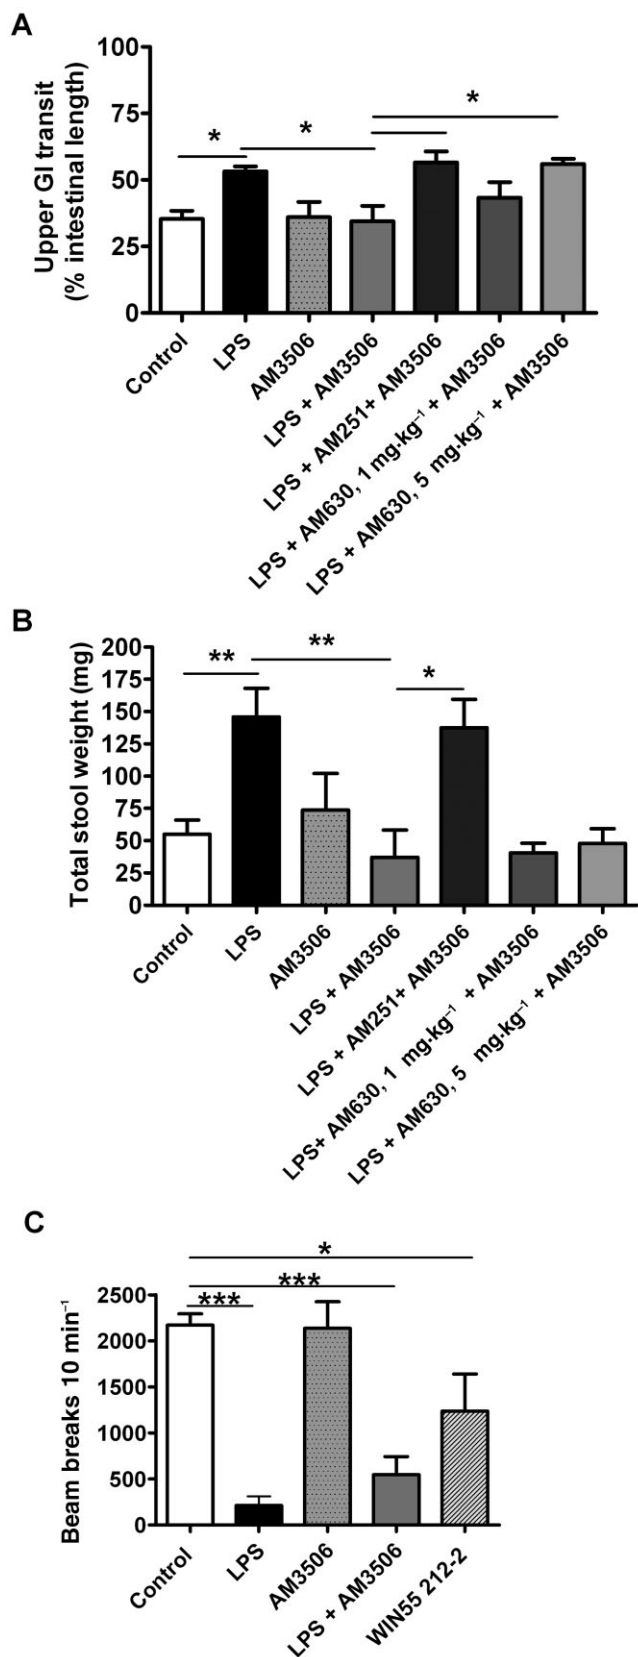 A
Upper GI transit
(% intestinal length)
100
75
50
25
0
*
*
*
Control
LPS
AM3506
LPS + AM3506
LPS + AM251+ AM3506
LPS + AM630, 1 mg·kg⁻¹ + AM3506
LPS + AM630, 5 mg·kg⁻¹ + AM3506
B
Total stool weight (mg)
200
175
150
125
100
75
50
25
0
**
**
*
Control
LPS
AM3506
LPS + AM3506
LPS + AM251+ AM3506
LPS+ AM630, 1 mg·kg⁻¹ + AM3506
LPS + AM630, 5 mg·kg⁻¹ + AM3506
C
Beam breaks 10 min⁻¹
2500
2000
1500
1000
500
0
*
***
***
Control
LPS
AM3506
LPS + AM3506
WIN55 212-2